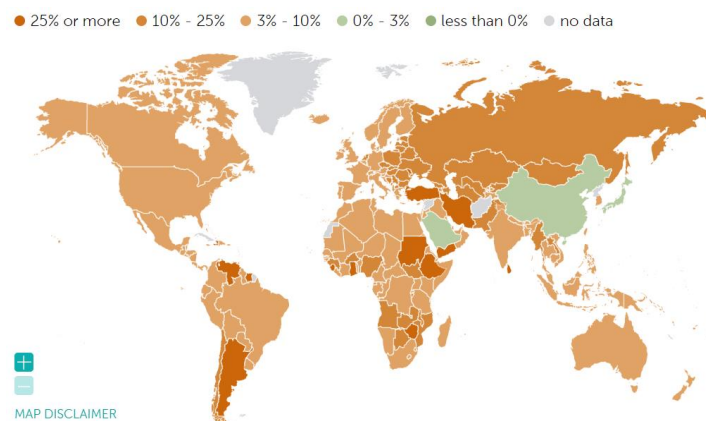 25% or more 10% - 25% 3% - 10% 0% - 3% less than 0% no data
+
−
MAP DISCLAIMER